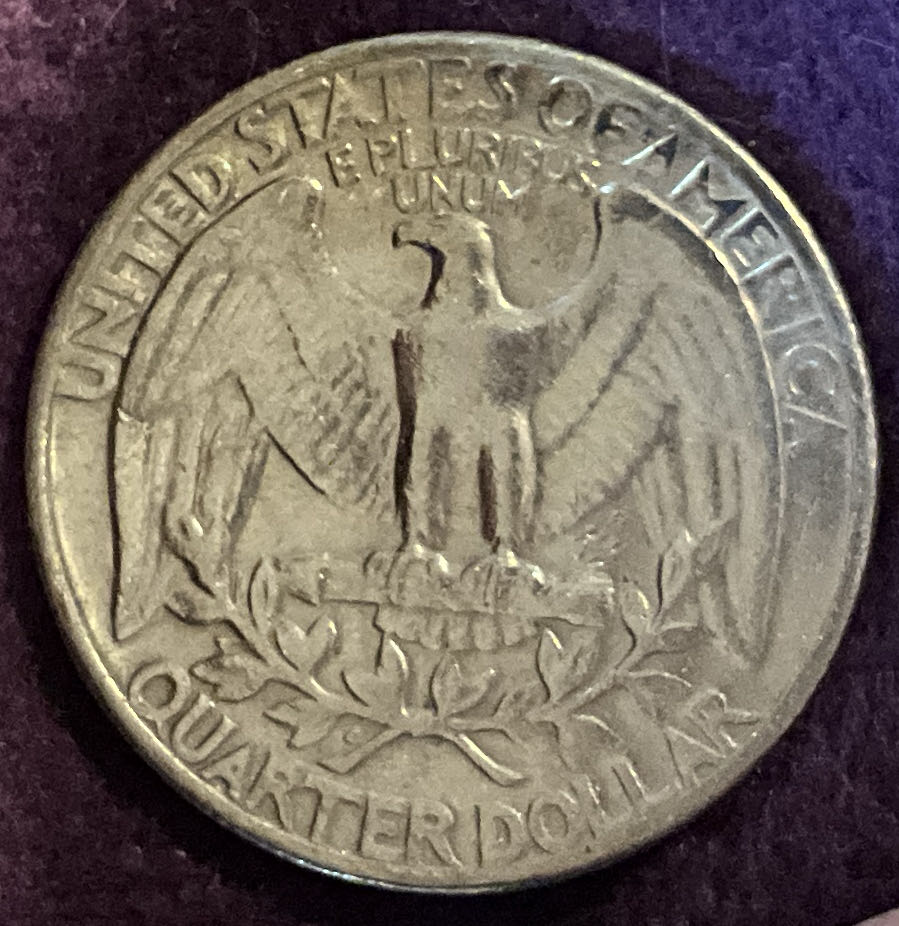 UNITED STATES OF AMERICA
E PLURIBUS
UNUM
QUARTER DOLLAR